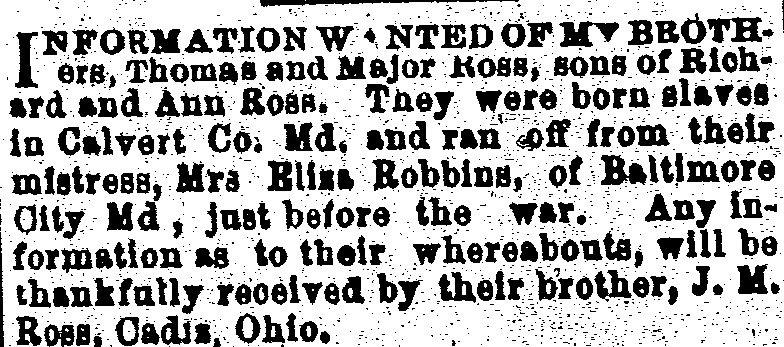 INFORMATION WANTED OF MY BROTH-
ers, Thomas and Major Ross, sons of Rich-
ard and Ann Ross. They were born slaves
in Calvert Co. Md, and ran off from their
mistress, Mrs Eliza Robbins, of Baltimore
City Md, just before the war. Any in-
formation as to their whereabouts, will be
thankfully received by their brother, J. M.
Ross, Cadiz, Ohio.